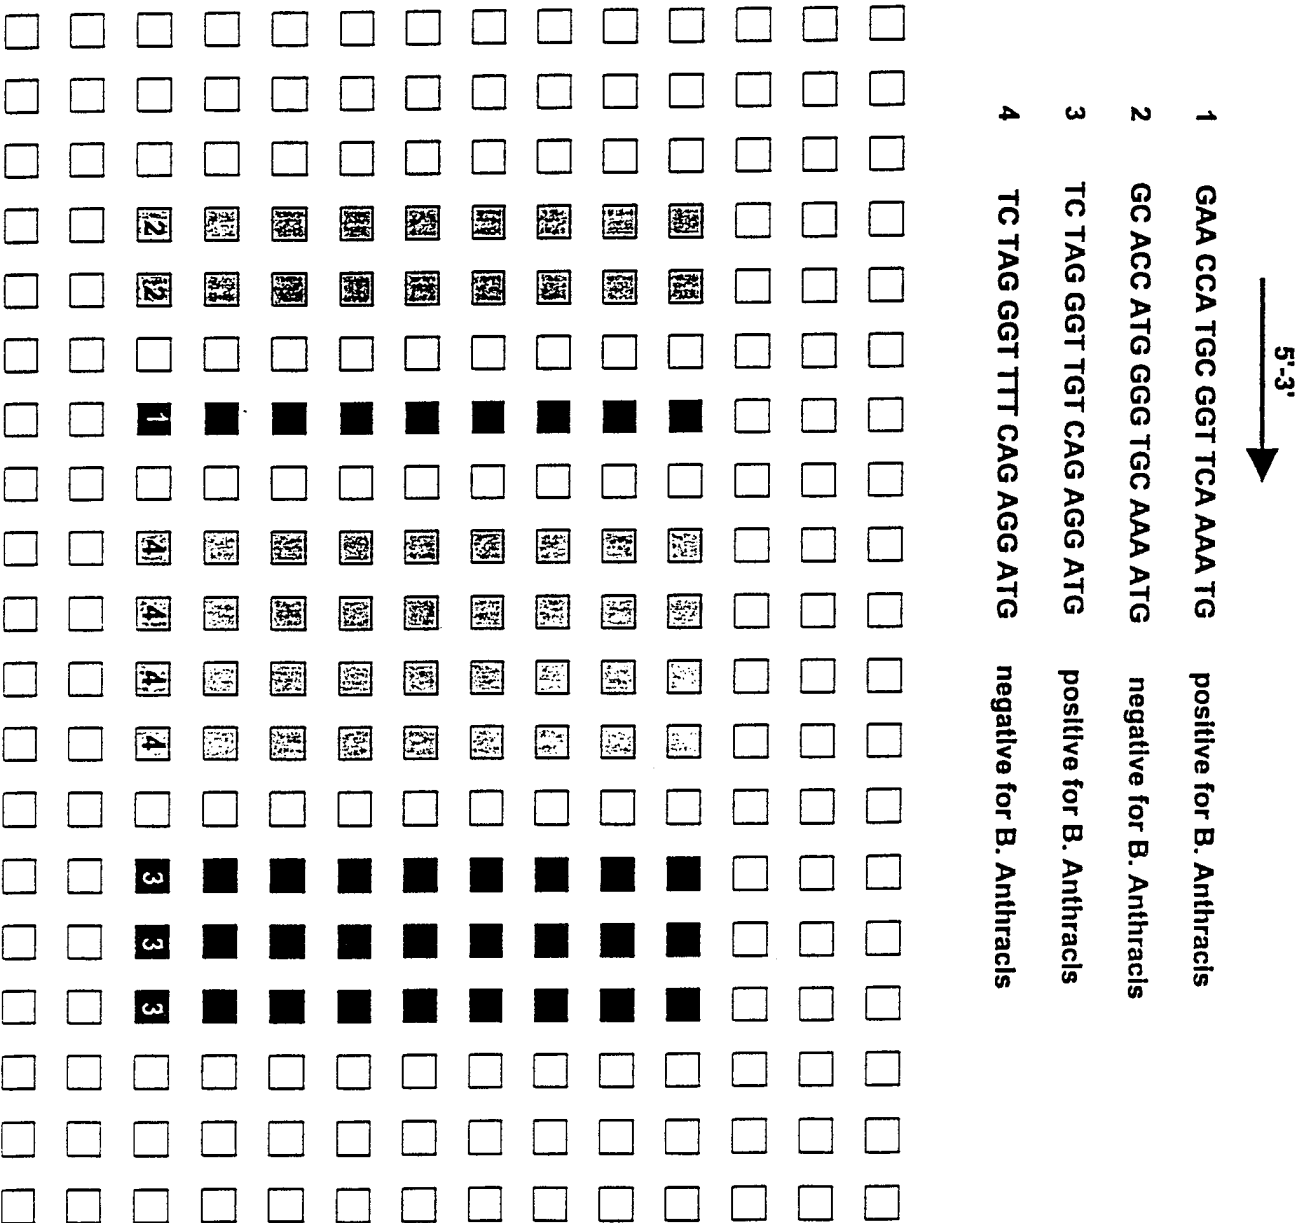 5'-3'
1 GAA CCA TGC GGT TCA AAA TG positive for B. Anthracis
2 GC ACC ATG GGG TGC AAA ATG negative for B. Anthracis
3 TC TAG GGT TGT CAG AGG ATG positive for B. Anthracis
4 TC TAG GGT TTT CAG AGG ATG negative for B. Anthracis
2 2 1 4 4 4 4 3 3 3